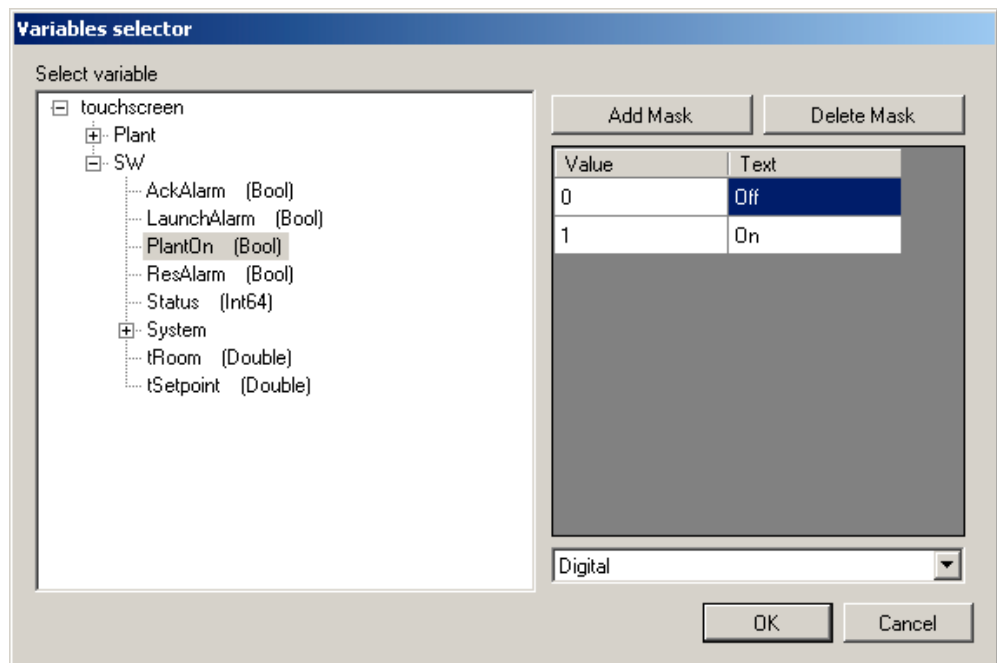 Variables selector
Select variable
touchscreen
Plant
SW
AckAlarm (Bool)
LaunchAlarm (Bool)
PlantOn (Bool)
ResAlarm (Bool)
Status (Int64)
System
tRoom (Double)
tSetpoint (Double)
Add Mask Delete Mask
Value Text
0 Off
1 On
Digital
OK Cancel